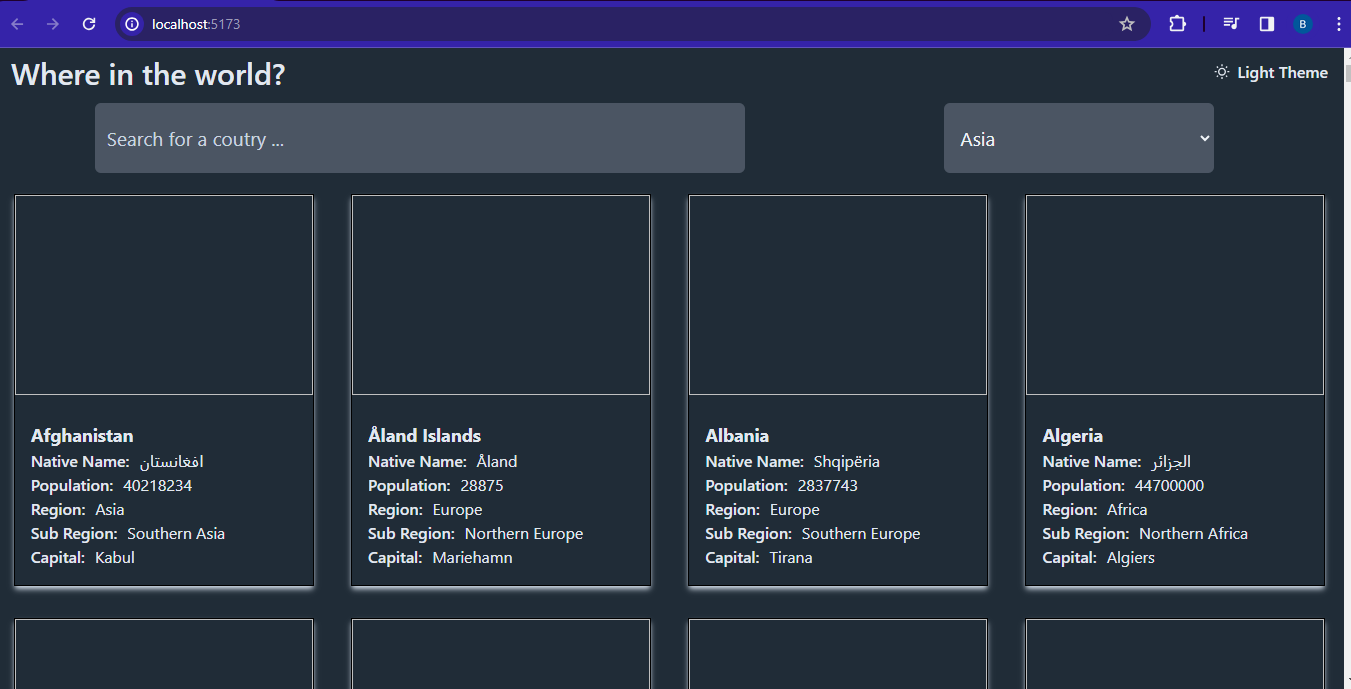 localhost:5173
B
Where in the world?
Light Theme
Search for a coutry ...
Asia
Afghanistan
Native Name: افغانستان
Population: 40218234
Region: Asia
Sub Region: Southern Asia
Capital: Kabul
Åland Islands
Native Name: Åland
Population: 28875
Region: Europe
Sub Region: Northern Europe
Capital: Mariehamn
Albania
Native Name: Shqipëria
Population: 2837743
Region: Europe
Sub Region: Southern Europe
Capital: Tirana
Algeria
Native Name: الجزائر
Population: 44700000
Region: Africa
Sub Region: Northern Africa
Capital: Algiers